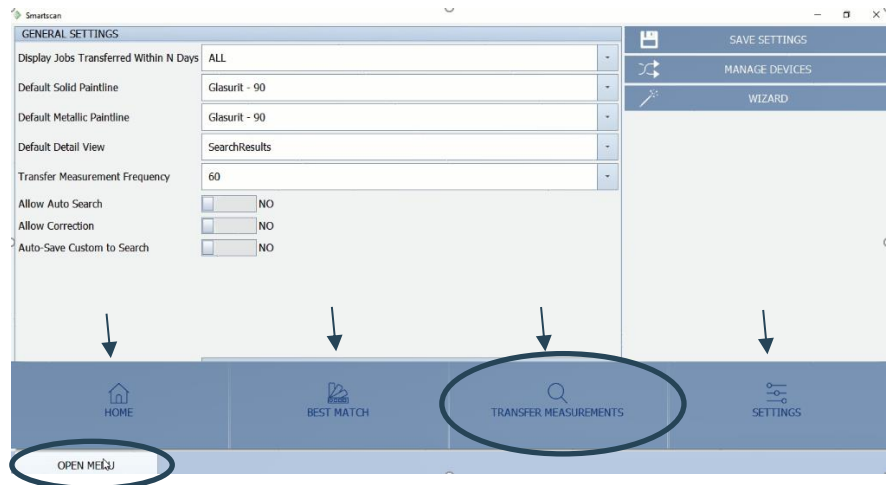 Smartscan
GENERAL SETTINGS
Display Jobs Transferred Within N Days ALL
Default Solid Paintline Glasurit - 90
Default Metallic Paintline Glasurit - 90
Default Detail View SearchResults
Transfer Measurement Frequency 60
Allow Auto Search NO
Allow Correction NO
Auto-Save Custom to Search NO
SAVE SETTINGS
MANAGE DEVICES
WIZARD
HOME BEST MATCH TRANSFER MEASUREMENTS SETTINGS
OPEN MENU